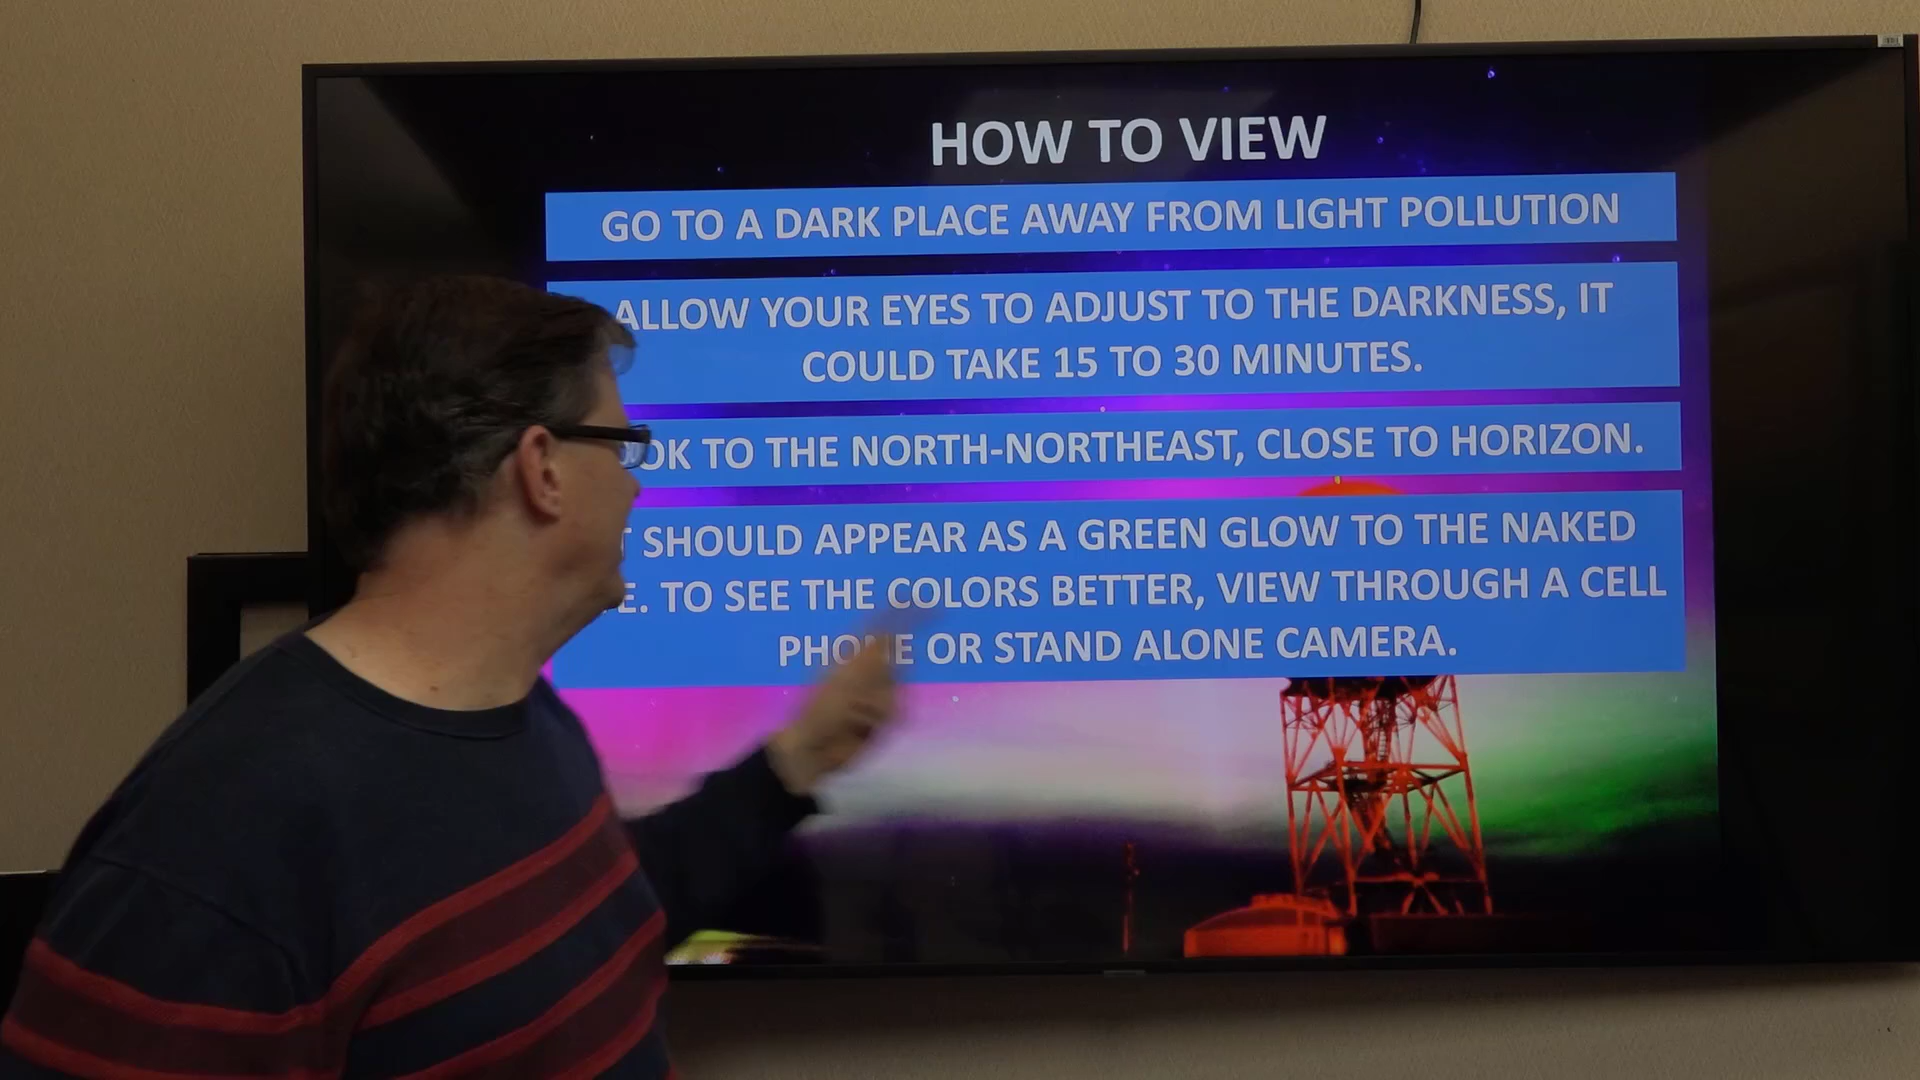 HOW TO VIEW
GO TO A DARK PLACE AWAY FROM LIGHT POLLUTION
ALLOW YOUR EYES TO ADJUST TO THE DARKNESS, IT
COULD TAKE 15 TO 30 MINUTES.
TO THE NORTH-NORTHEAST, CLOSE TO HORIZON.
SHOULD APPEAR AS A GREEN GLOW TO THE NAKED
TO SEE THE COLORS BETTER, VIEW THROUGH A CELL
PHONE OR STAND ALONE CAMERA.